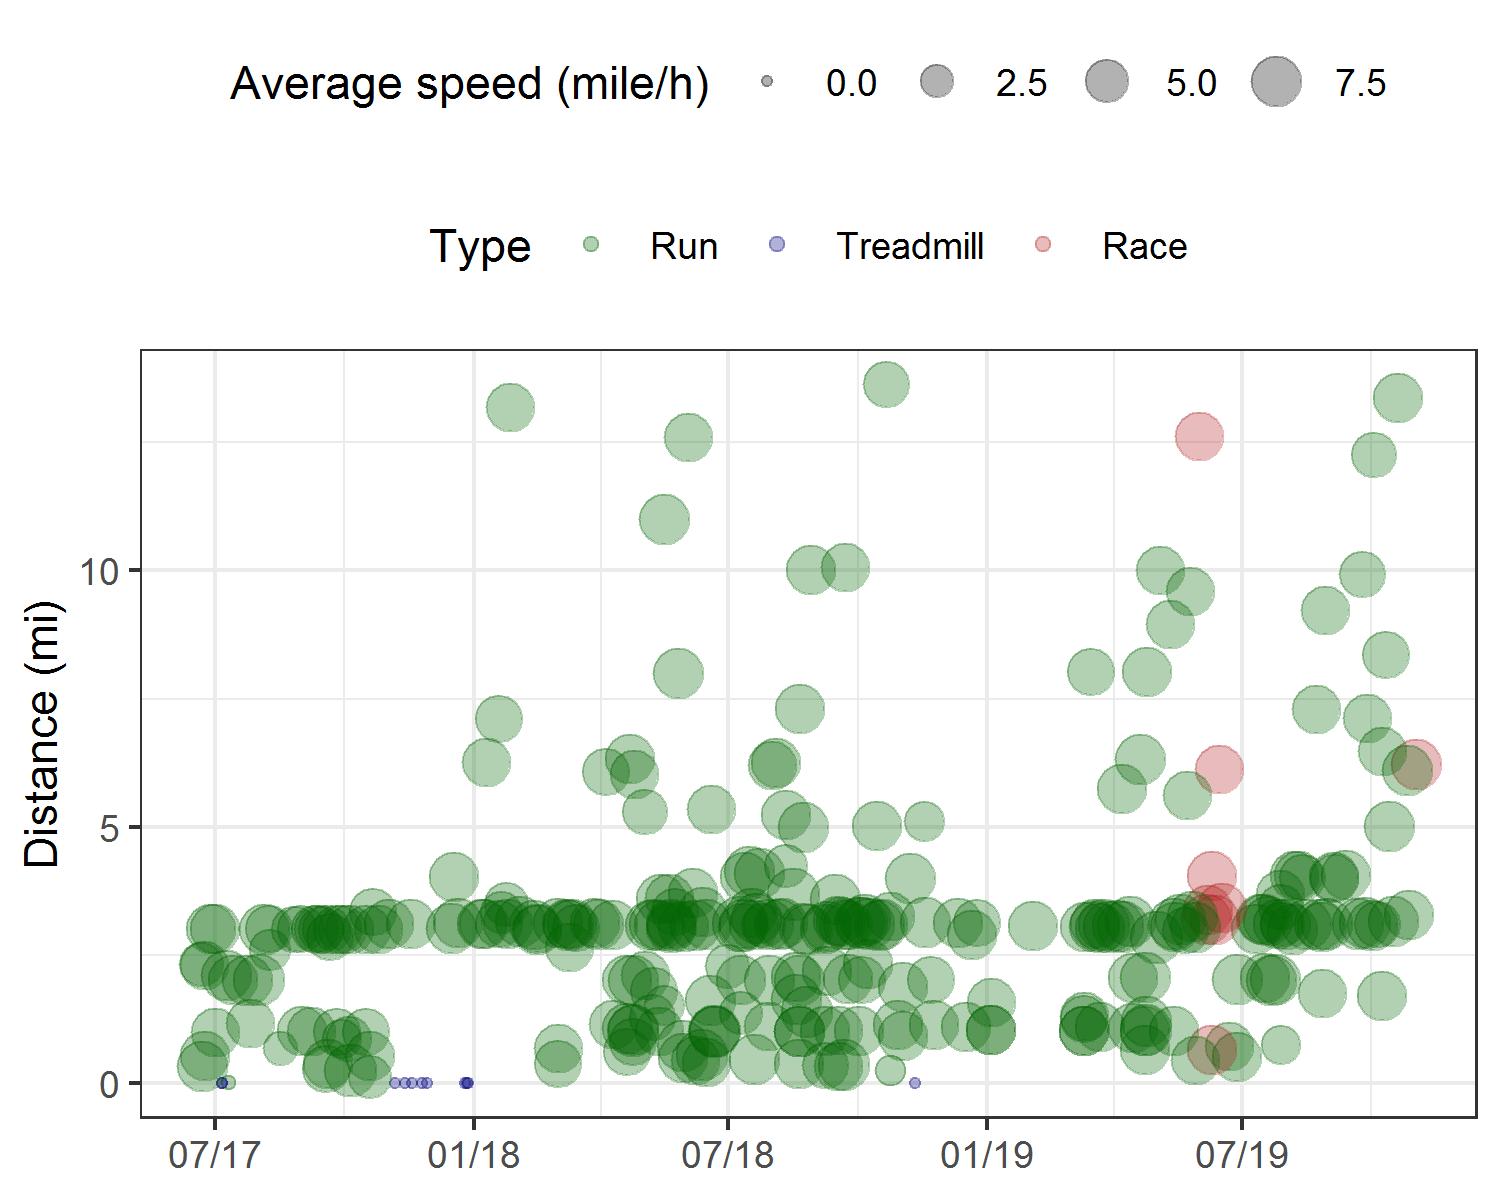 Average speed (mile/h) 0.0 2.5 5.0 7.5
Type Run Treadmill Race
Distance (mi)
10
5
0
07/17 01/18 07/18 01/19 07/19